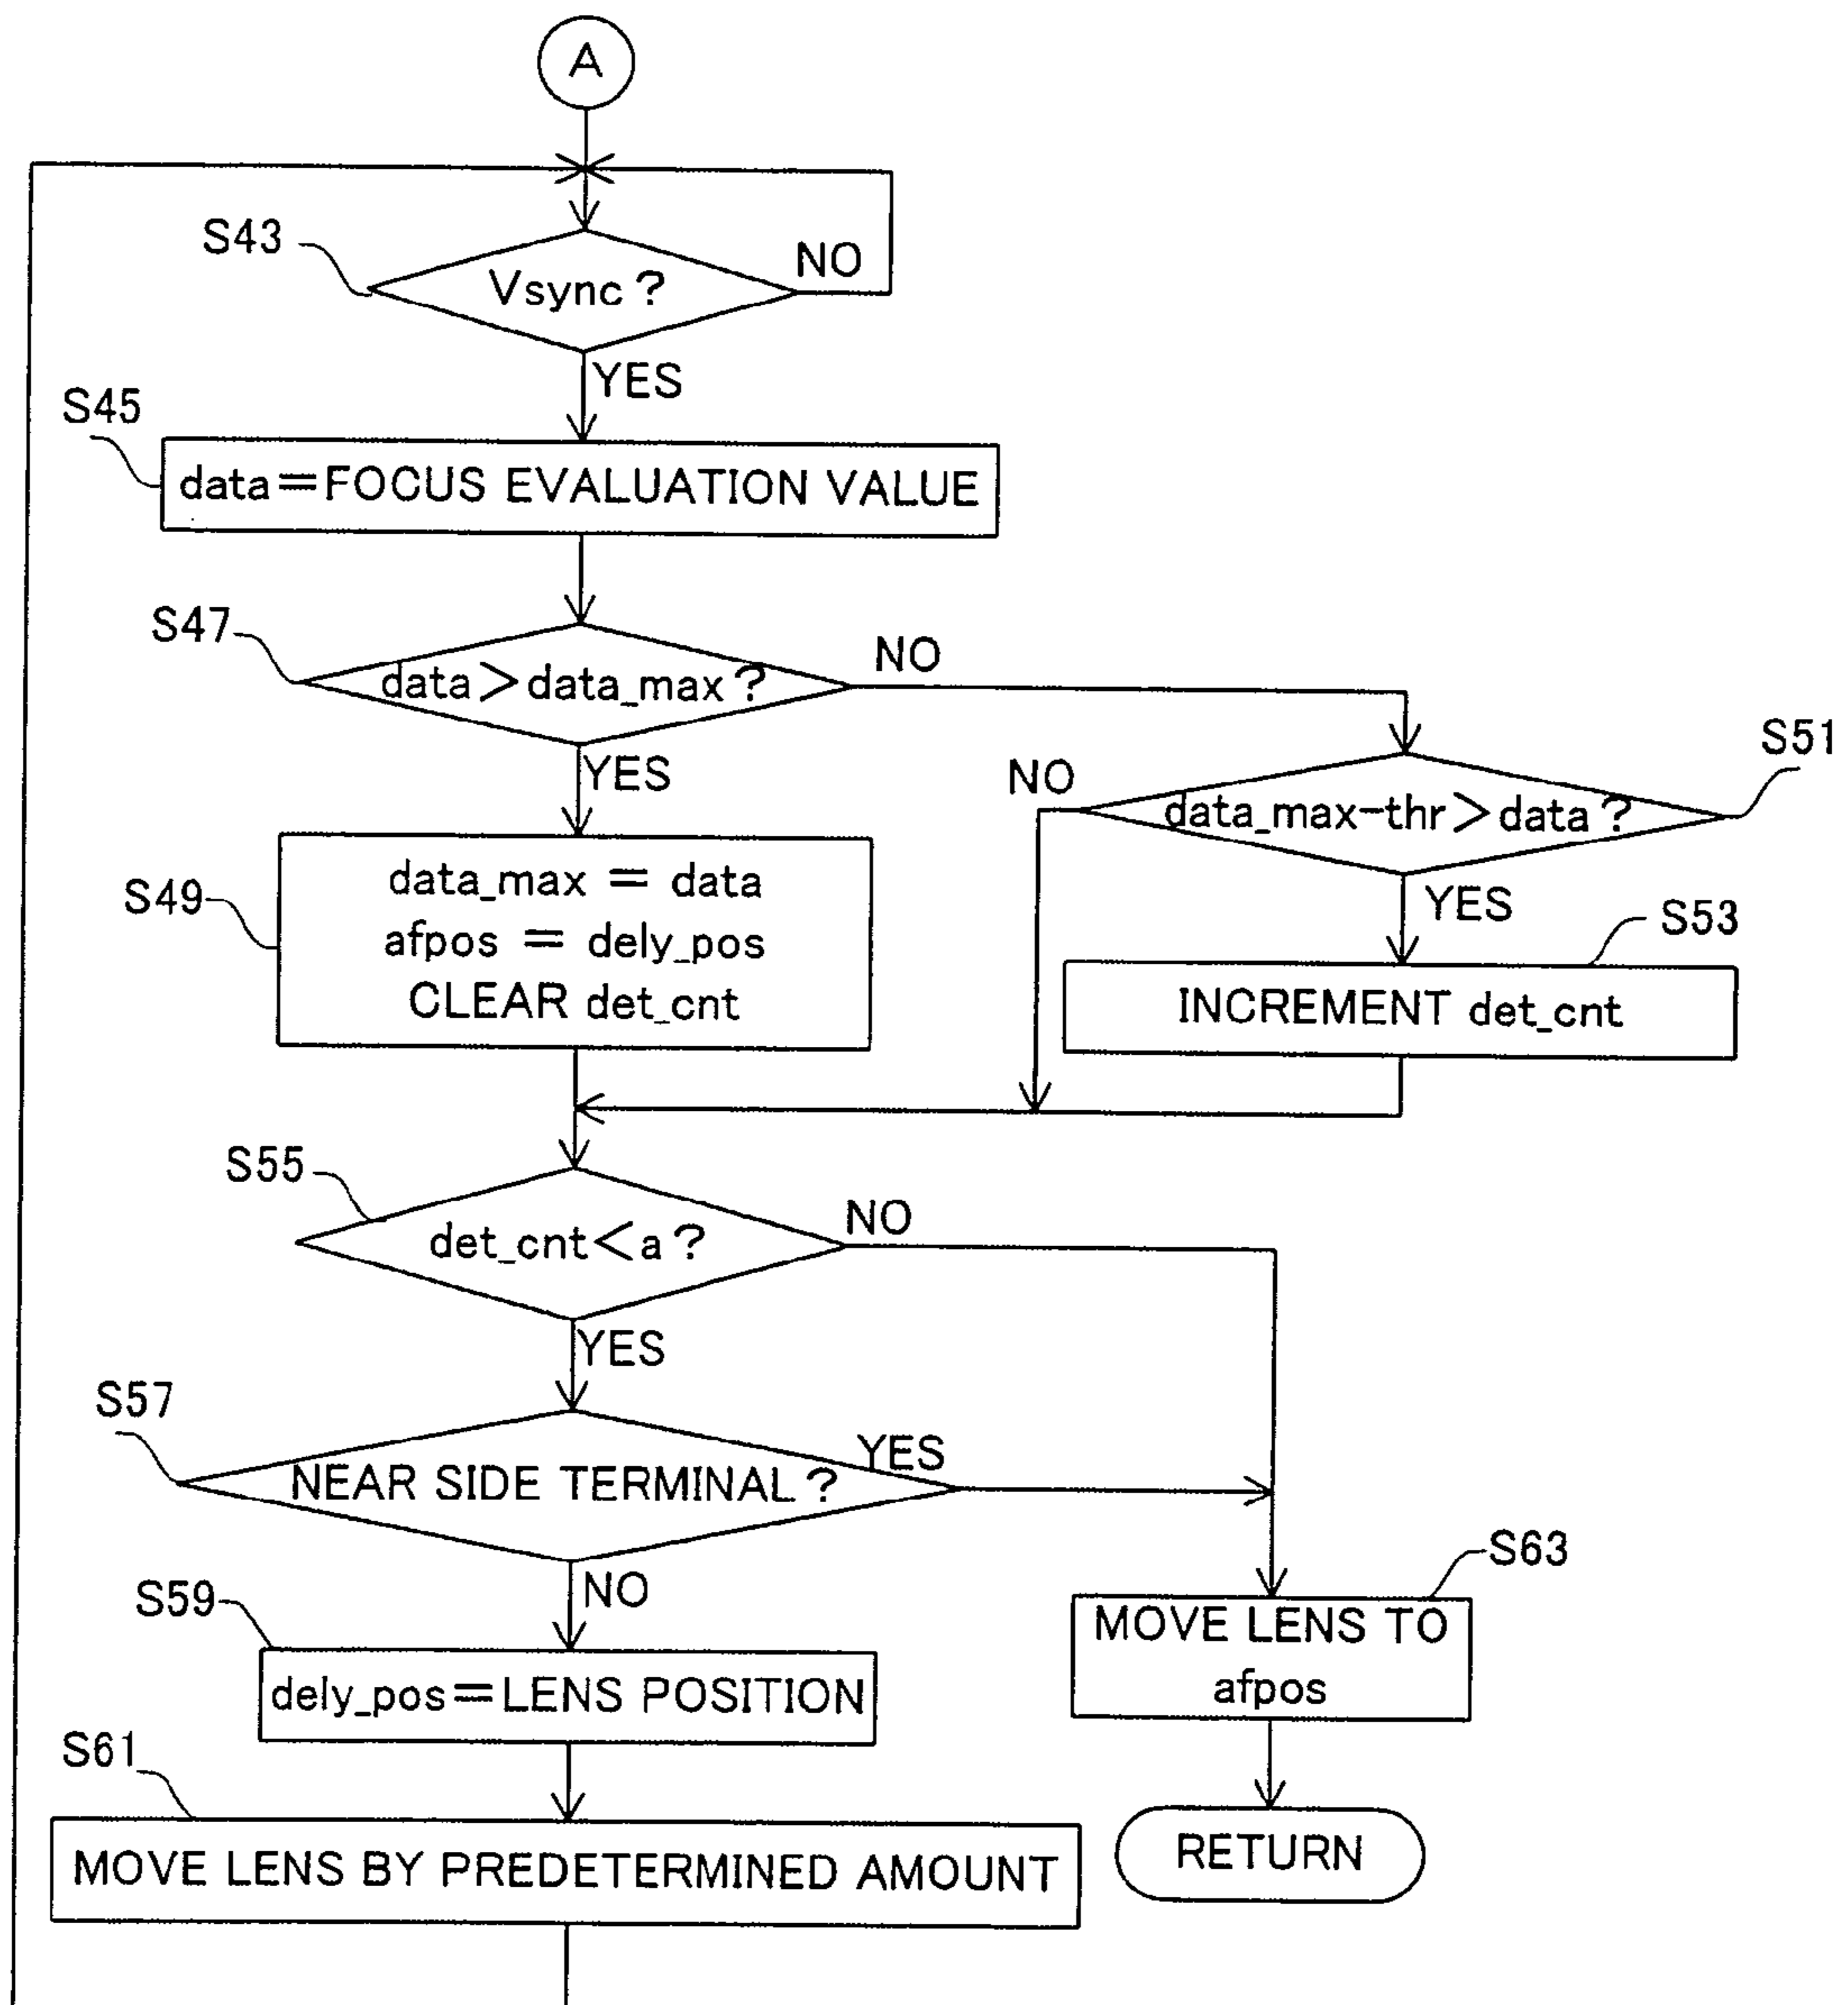 A
S43
Vsync?
NO
YES
S45
data=FOCUS EVALUATION VALUE
S47
data>data_max?
NO
YES
S51
data_max-thr>data?
NO
YES
S49
data_max = data
afpos = dely_pos
CLEAR det_cnt
S53
INCREMENT det_cnt
S55
det_cnt<a?
NO
YES
S57
NEAR SIDE TERMINAL?
YES
NO
S59
dely_pos=LENS POSITION
S63
MOVE LENS TO
afpos
S61
MOVE LENS BY PREDETERMINED AMOUNT
RETURN